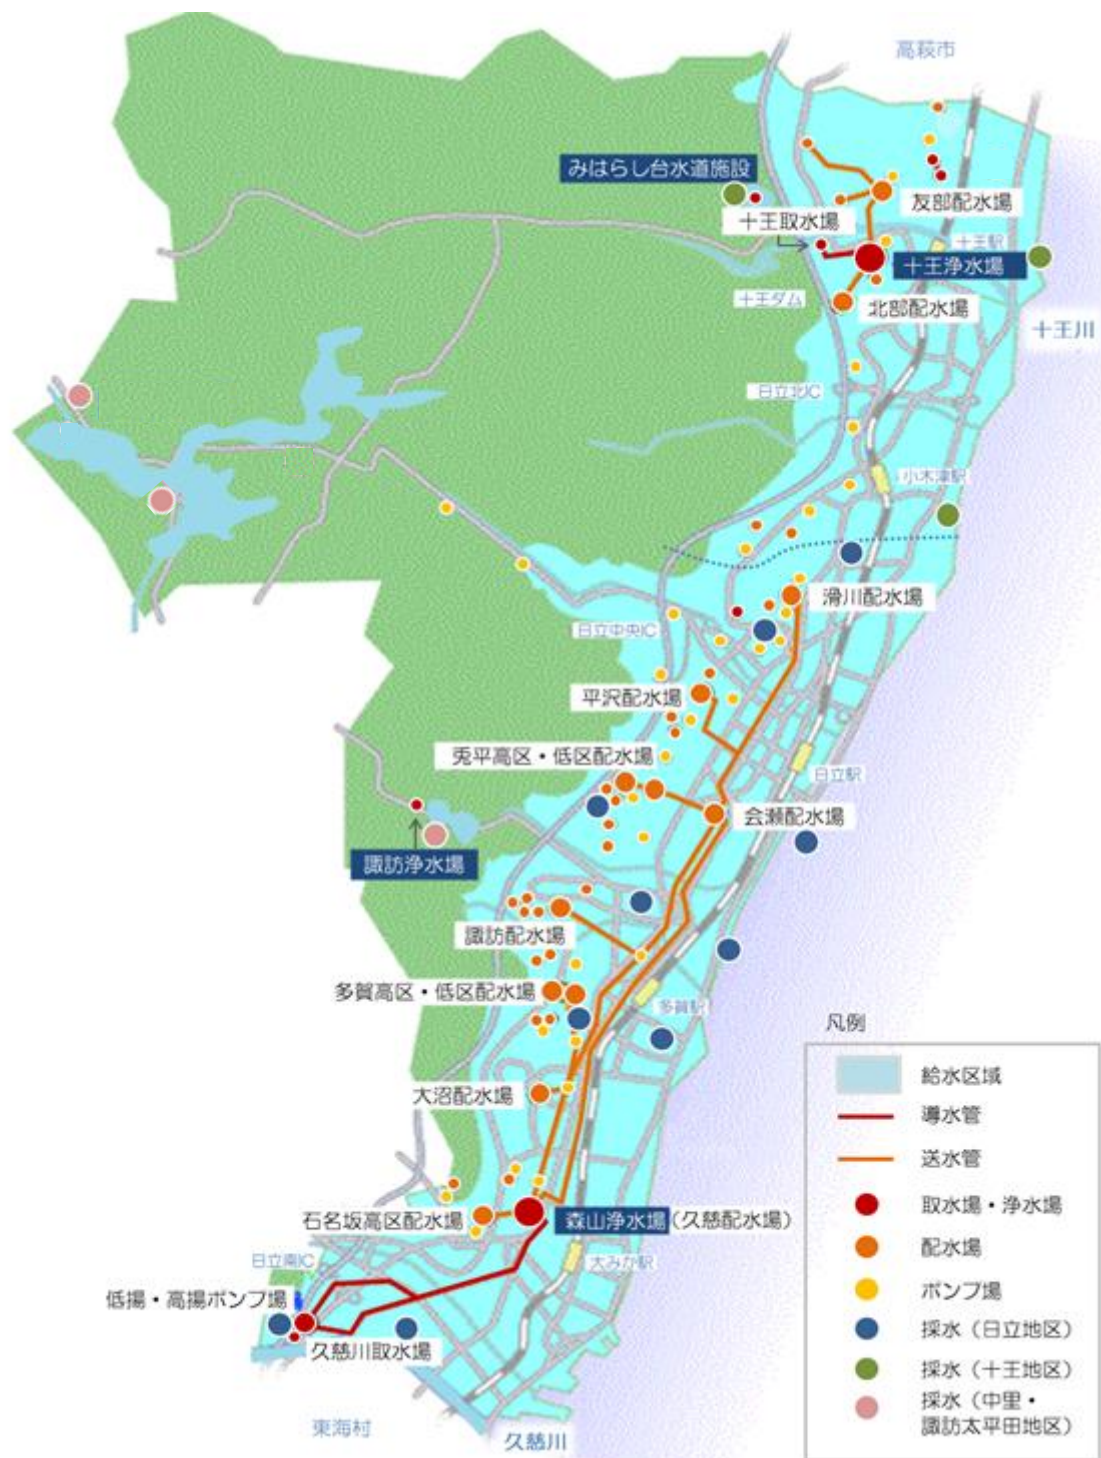 高萩市
みはらし台水道施設
友部配水場
十王取水場
十王駅
十王浄水場
十王ダム
北部配水場
十王川
日立北IC
小木津駅
滑川配水場
日立中央IC
平沢配水場
兎平高区・低区配水場
日立駅
会瀬配水場
諏訪浄水場
諏訪配水場
多賀高区・低区配水場
多賀駅
大沼配水場
石名坂高区配水場
森山浄水場(久慈配水場)
日立南IC
大みか駅
低揚・高揚ポンプ場
久慈川取水場
東海村
久慈川
凡例
給水区域
導水管
送水管
取水場・浄水場
配水場
ポンプ場
採水(日立地区)
採水(十王地区)
採水(中里・
諏訪太平田地区)